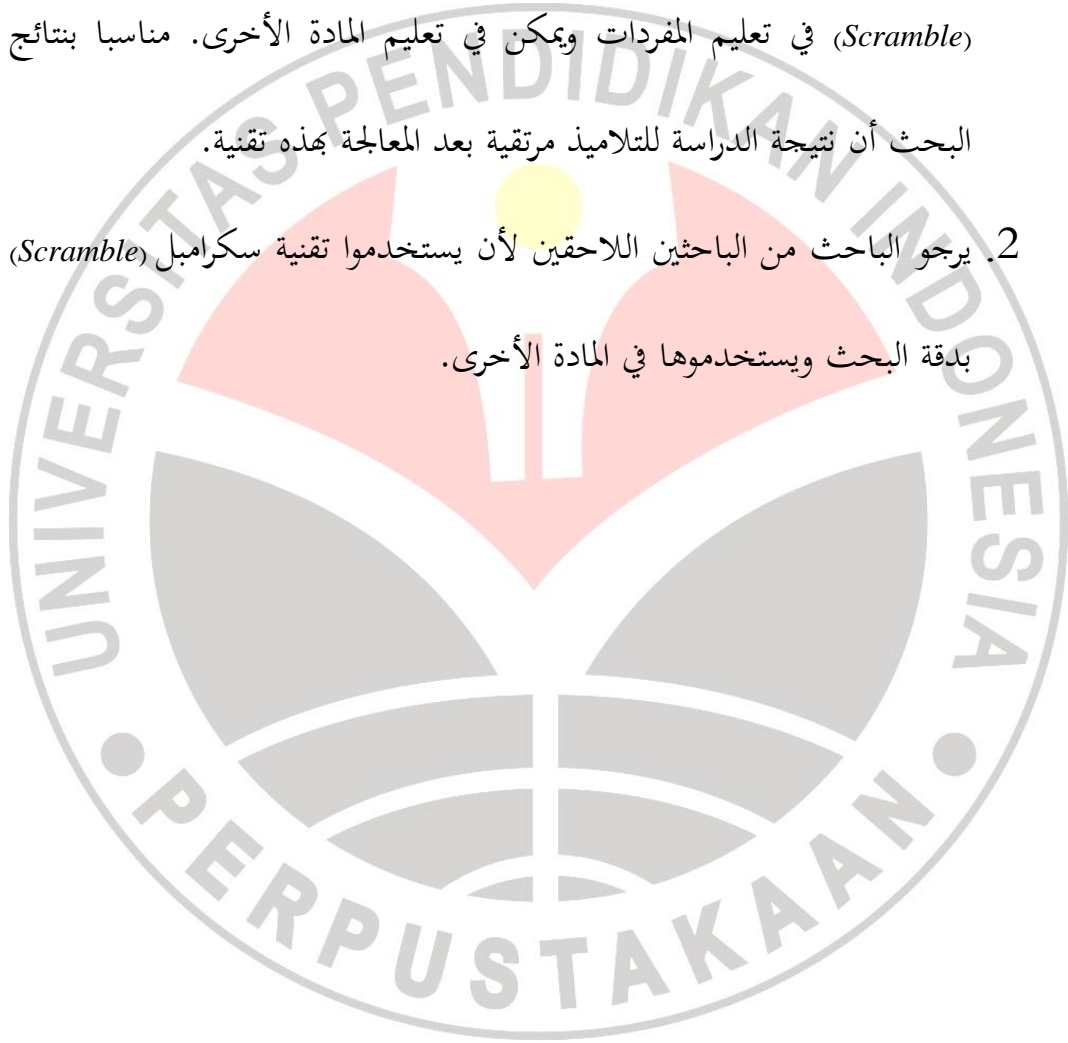 (Scramble) في تعليم المفردات ويمكن في تعليم المادة الأخرى. مناسبا بنتائج
البحث أن نتيجة الدراسة للتلاميذ مرتقية بعد المعالجة بهذه تقنية.
2. يرجو الباحث من الباحثين اللاحقين لأن يستخدموا تقنية سكرامبل (Scramble)
بدقة البحث ويستخدموها في المادة الأخرى.
UNIVERSITAS PENDIDIKAN INDONESIA
PERPUSTAKAAN